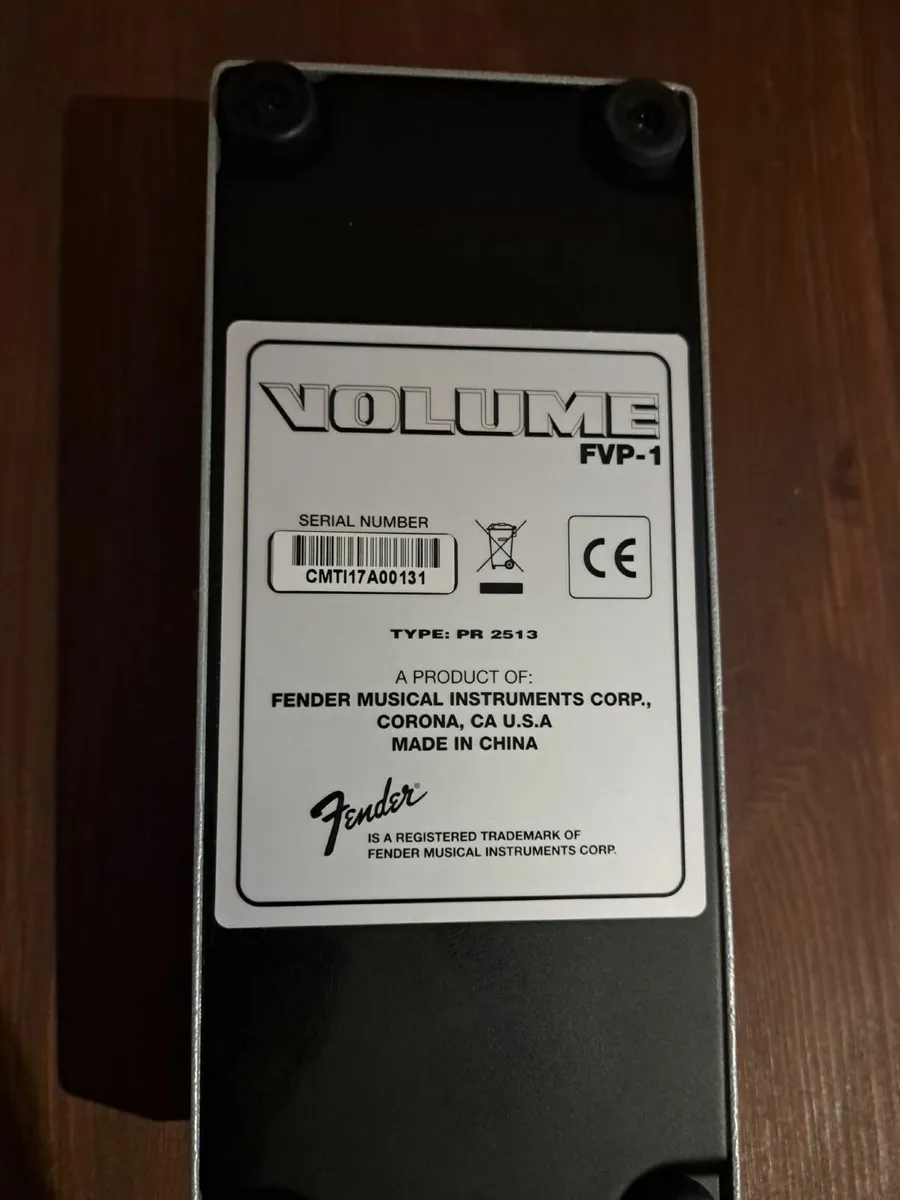 VOLUME
FVP-1
SERIAL NUMBER
CMTI17A00131
CE
TYPE: PR 2513
A PRODUCT OF:
FENDER MUSICAL INSTRUMENTS CORP.,
CORONA, CA U.S.A
MADE IN CHINA
Fender®
IS A REGISTERED TRADEMARK OF
FENDER MUSICAL INSTRUMENTS CORP.